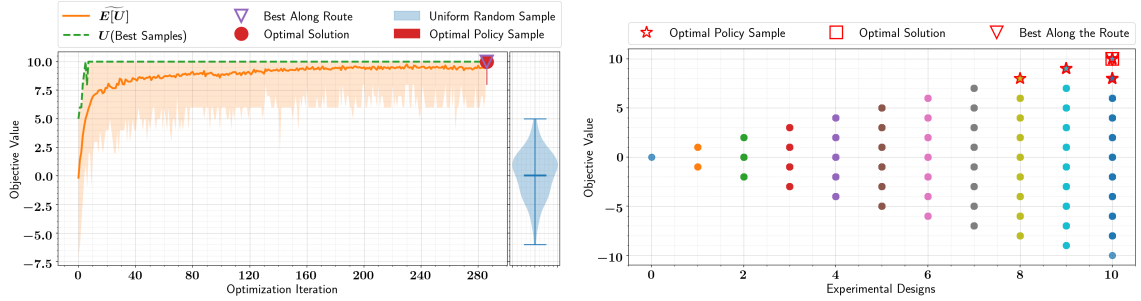 E[U]
Best Along Route
Uniform Random Sample
U(Best Samples)
Optimal Solution
Optimal Policy Sample
10.0
7.5
5.0
2.5
0.0
−2.5
−5.0
−7.5
Objective Value
0
40
80
120
160
200
240
280
Optimization Iteration
Optimal Policy Sample
Optimal Solution
Best Along the Route
10
5
0
−5
−10
Objective Value
0
2
4
6
8
10
Experimental Designs